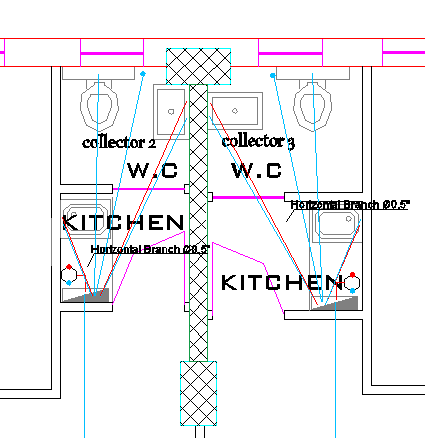 collector 2
collector 3
W.C
W.C
Horizontal Branch Ø0.5"
KITCHEN
Horizontal Branch Ø0.5"
KITCHEN